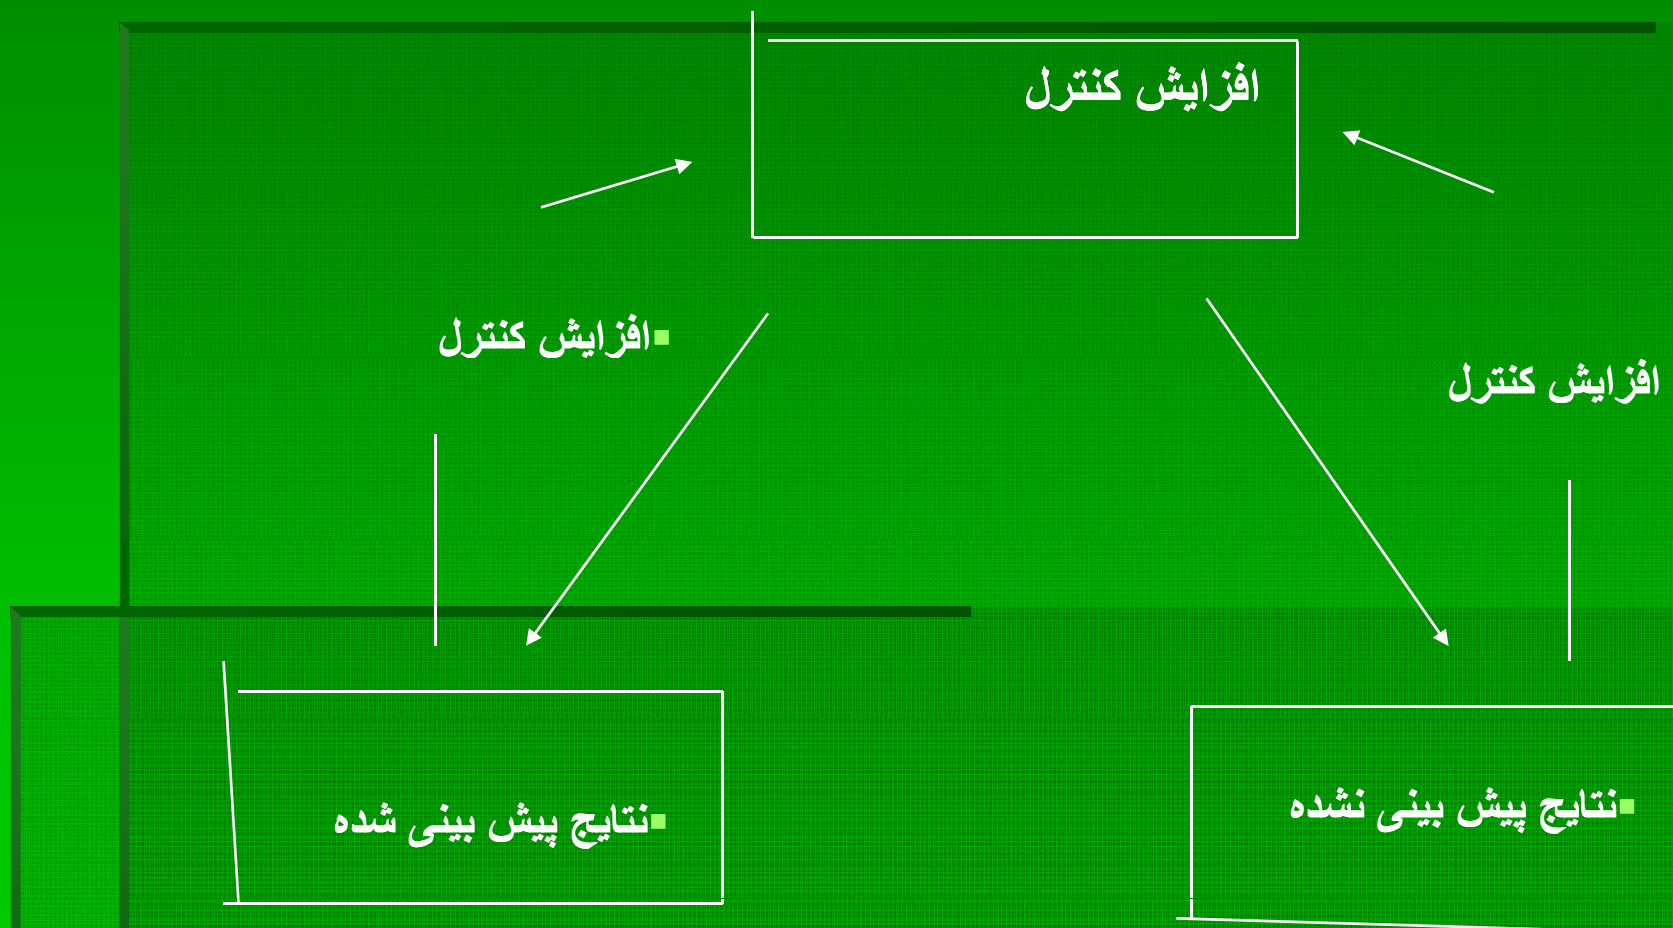 افزایش کنترل
افزایش کنترل
افزایش کنترل
نتایج پیش بینی نشده
نتایج پیش بینی شده